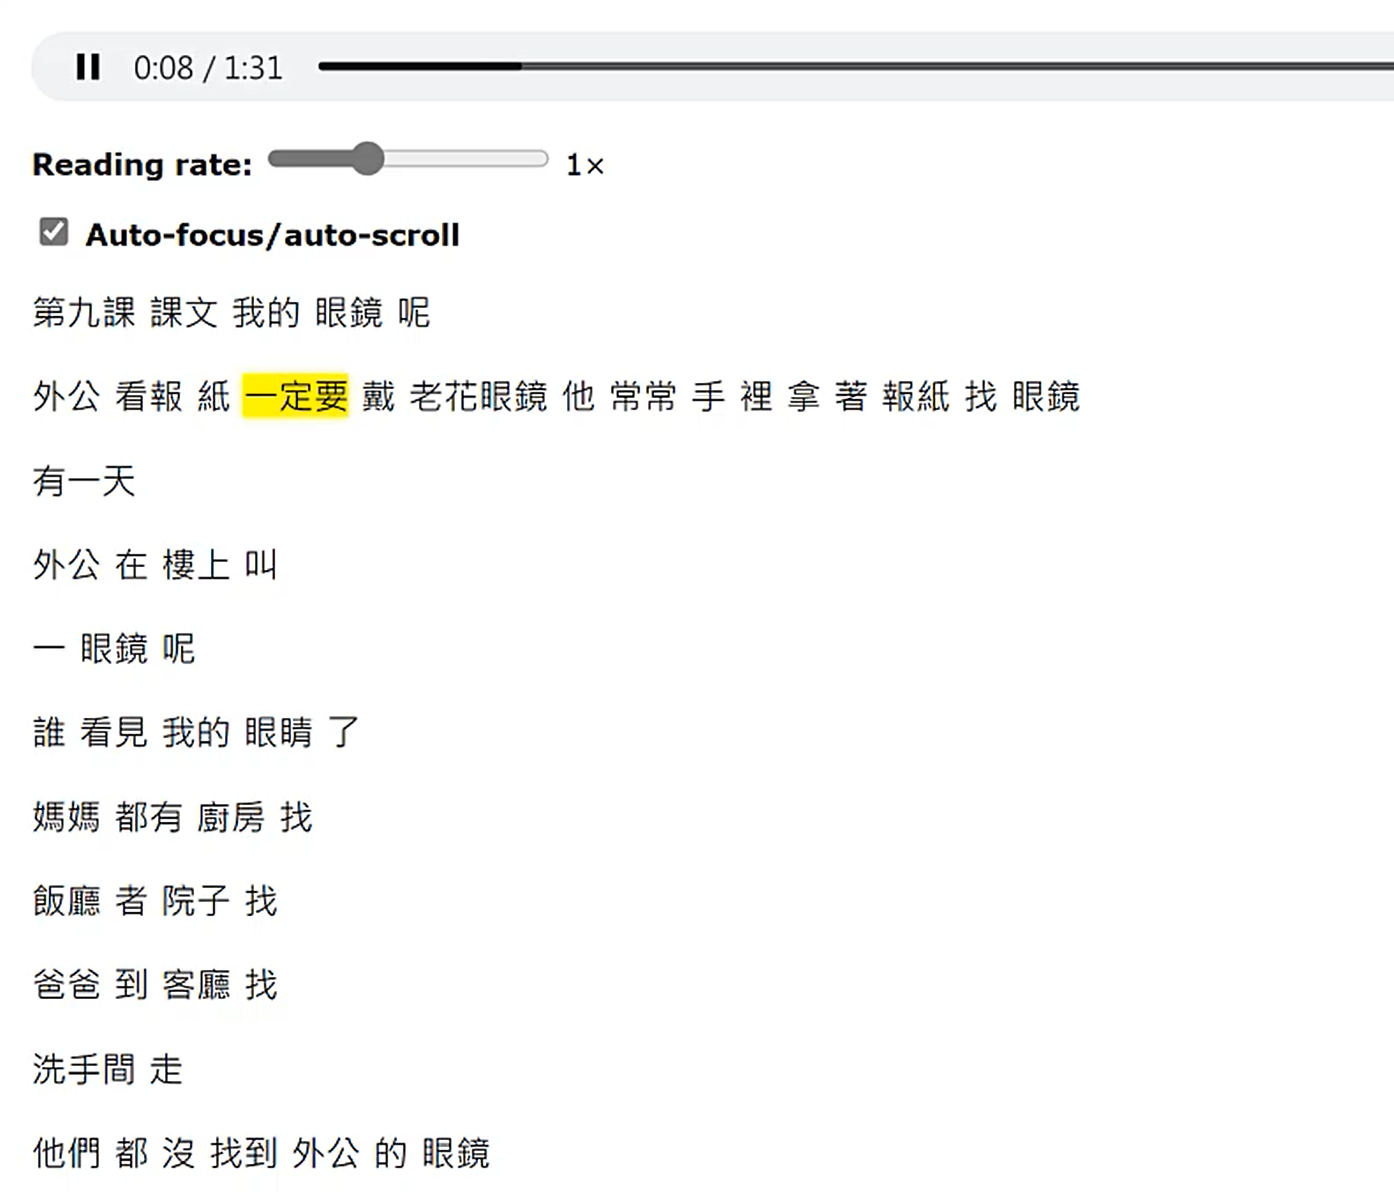 0:08 / 1:31
Reading rate: 1×
Auto-focus/auto-scroll
第九課 課文 我的 眼鏡 呢
外公 看報 紙 一定要 戴 老花眼鏡 他 常常 手 裡 拿 著 報紙 找 眼鏡
有一天
外公 在 樓上 叫
一 眼鏡 呢
誰 看見 我的 眼睛 了
媽媽 都有 廚房 找
飯廳 者 院子 找
爸爸 到 客廳 找
洗手間 走
他們 都 沒 找到 外公 的 眼鏡